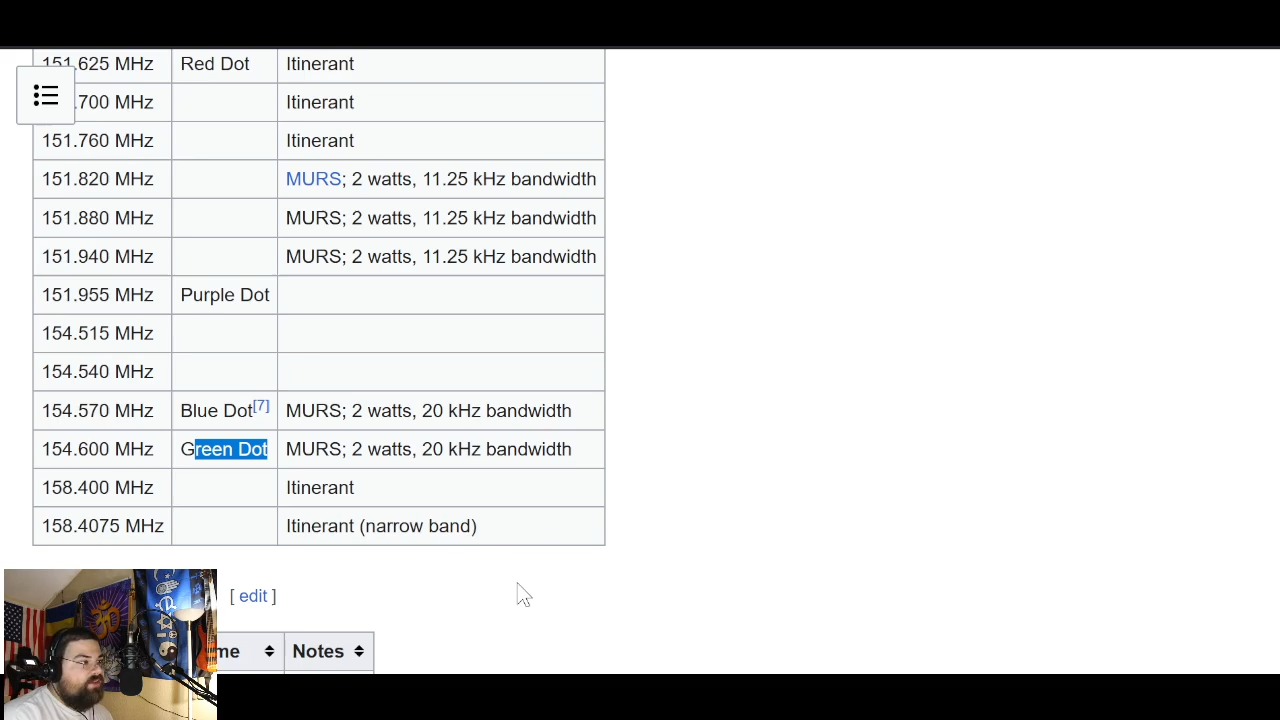 151.625 MHz Red Dot Itinerant
.700 MHz Itinerant
151.760 MHz Itinerant
151.820 MHz MURS; 2 watts, 11.25 kHz bandwidth
151.880 MHz MURS; 2 watts, 11.25 kHz bandwidth
151.940 MHz MURS; 2 watts, 11.25 kHz bandwidth
151.955 MHz Purple Dot
154.515 MHz
154.540 MHz
154.570 MHz Blue Dot[7] MURS; 2 watts, 20 kHz bandwidth
154.600 MHz Green Dot MURS; 2 watts, 20 kHz bandwidth
158.400 MHz Itinerant
158.4075 MHz Itinerant (narrow band)
[ edit ]
me Notes